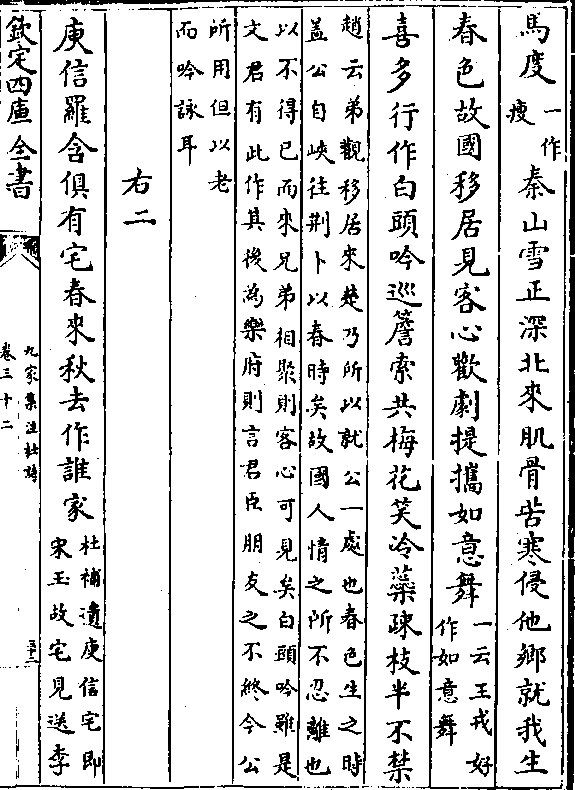 馬度一作瘦秦山雪正深北來肌骨苦寒侵他鄉就我生
春色故國移居見客心歡劇提攜如意舞一云王戎好作如意舞
喜多行作白頭吟巡簷索共梅花笑冷蘂疎枝半不禁
趙云弟觀移居來楚乃所以就公一處也春色生之時
蓋公自峽往荆卜以春時矣故國人情之所不忍離也
以不得已而來兄弟相聚則客心可見矣白頭吟雖是
文君有此作其後為樂府則言君臣朋友之不終今公
所用但以老
而吟詠耳
右二
庾信羅含俱有宅春來秋去作誰家杜補遺庾信宅即宋玉故宅見送李
欽定四庫全書
九家集注杜詩
卷三十二